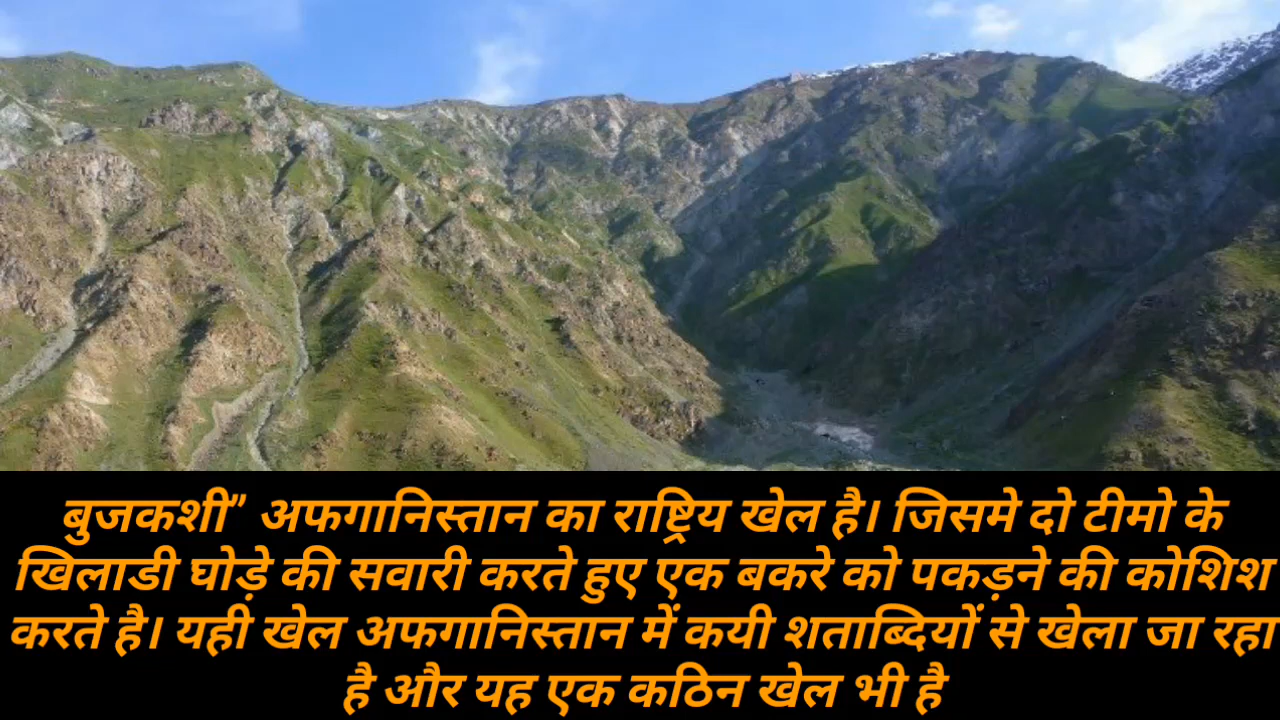 बुजकशी” अफगानिस्तान का राष्ट्रिय खेल है। जिसमे दो टीमो के
खिलाडी घोड़े की सवारी करते हुए एक बकरे को पकड़ने की कोशिश
करते है। यही खेल अफगानिस्तान में कयी शताब्दियों से खेला जा रहा
है और यह एक कठिन खेल भी है